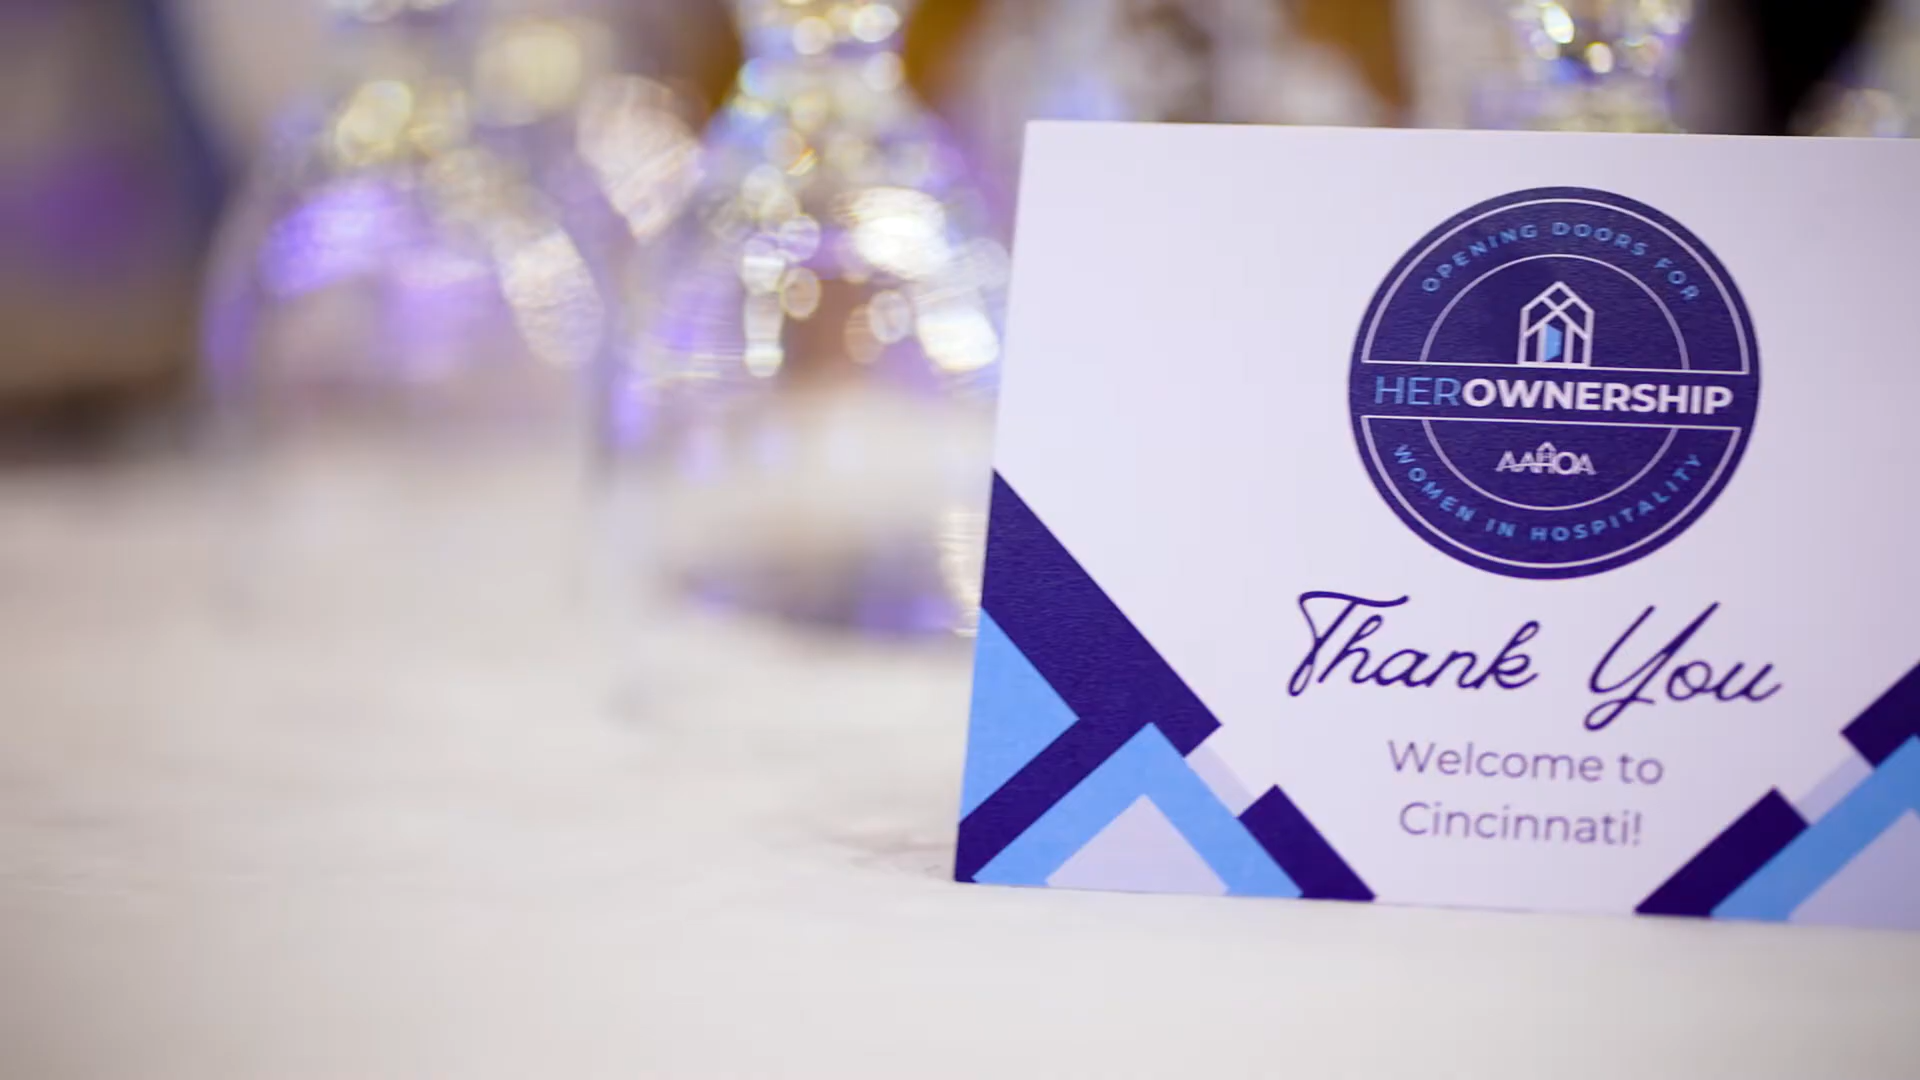 OPENING DOORS FOR
HEROWNERSHIP
AAHOA
WOMEN IN HOSPITALITY
Thank You
Welcome to
Cincinnati!